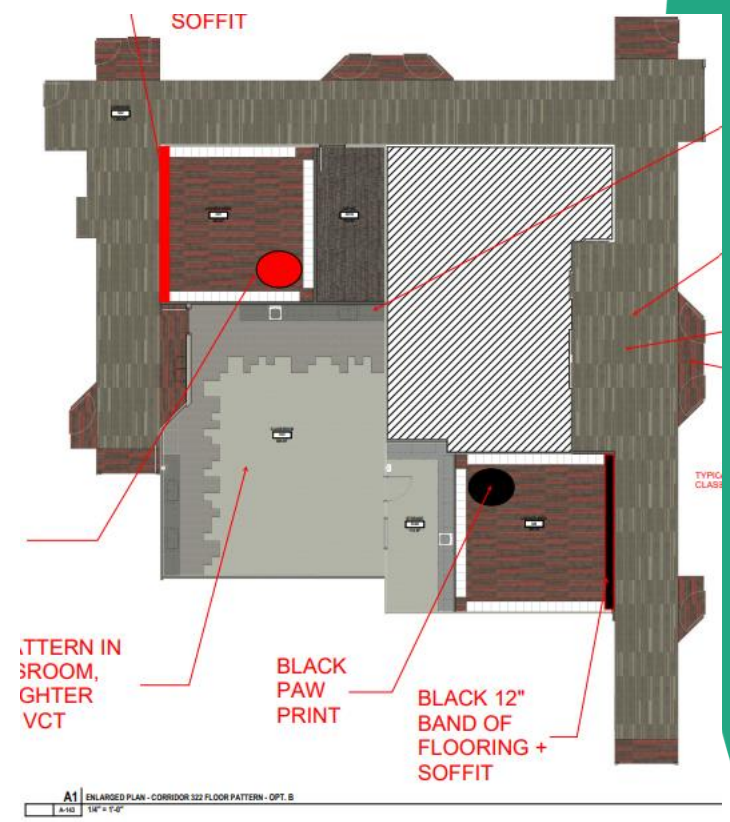 SOFFIT
TYPICA
CLASS
ATTERN IN
SROOM,
GHTER
VCT
BLACK
PAW
PRINT
BLACK 12"
BAND OF
FLOORING +
SOFFIT
A1 ENLARGED PLAN - CORRIDOR 322 FLOOR PATTERN - OPT. B
A-143 1/4" = 1'-0"